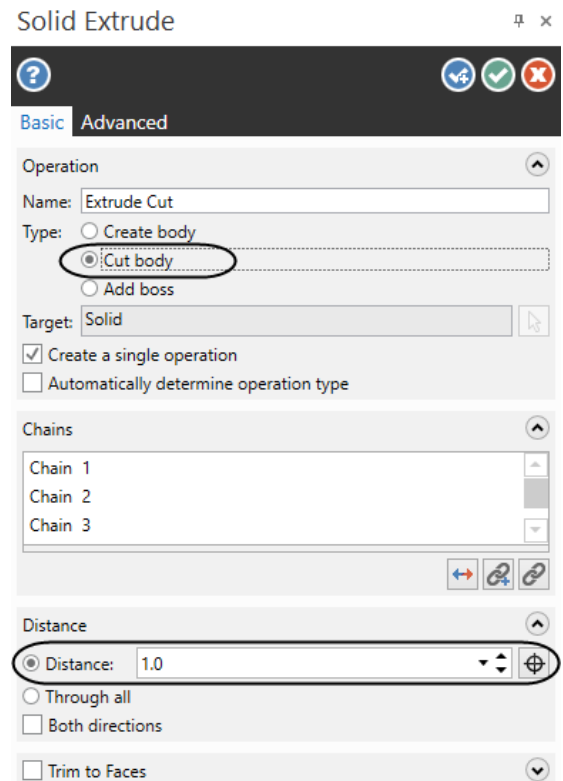 Solid Extrude
Basic Advanced
Operation
Name: Extrude Cut
Type: Create body
Cut body
Add boss
Target: Solid
Create a single operation
Automatically determine operation type
Chains
Chain 1
Chain 2
Chain 3
Distance
Distance: 1.0
Through all
Both directions
Trim to Faces